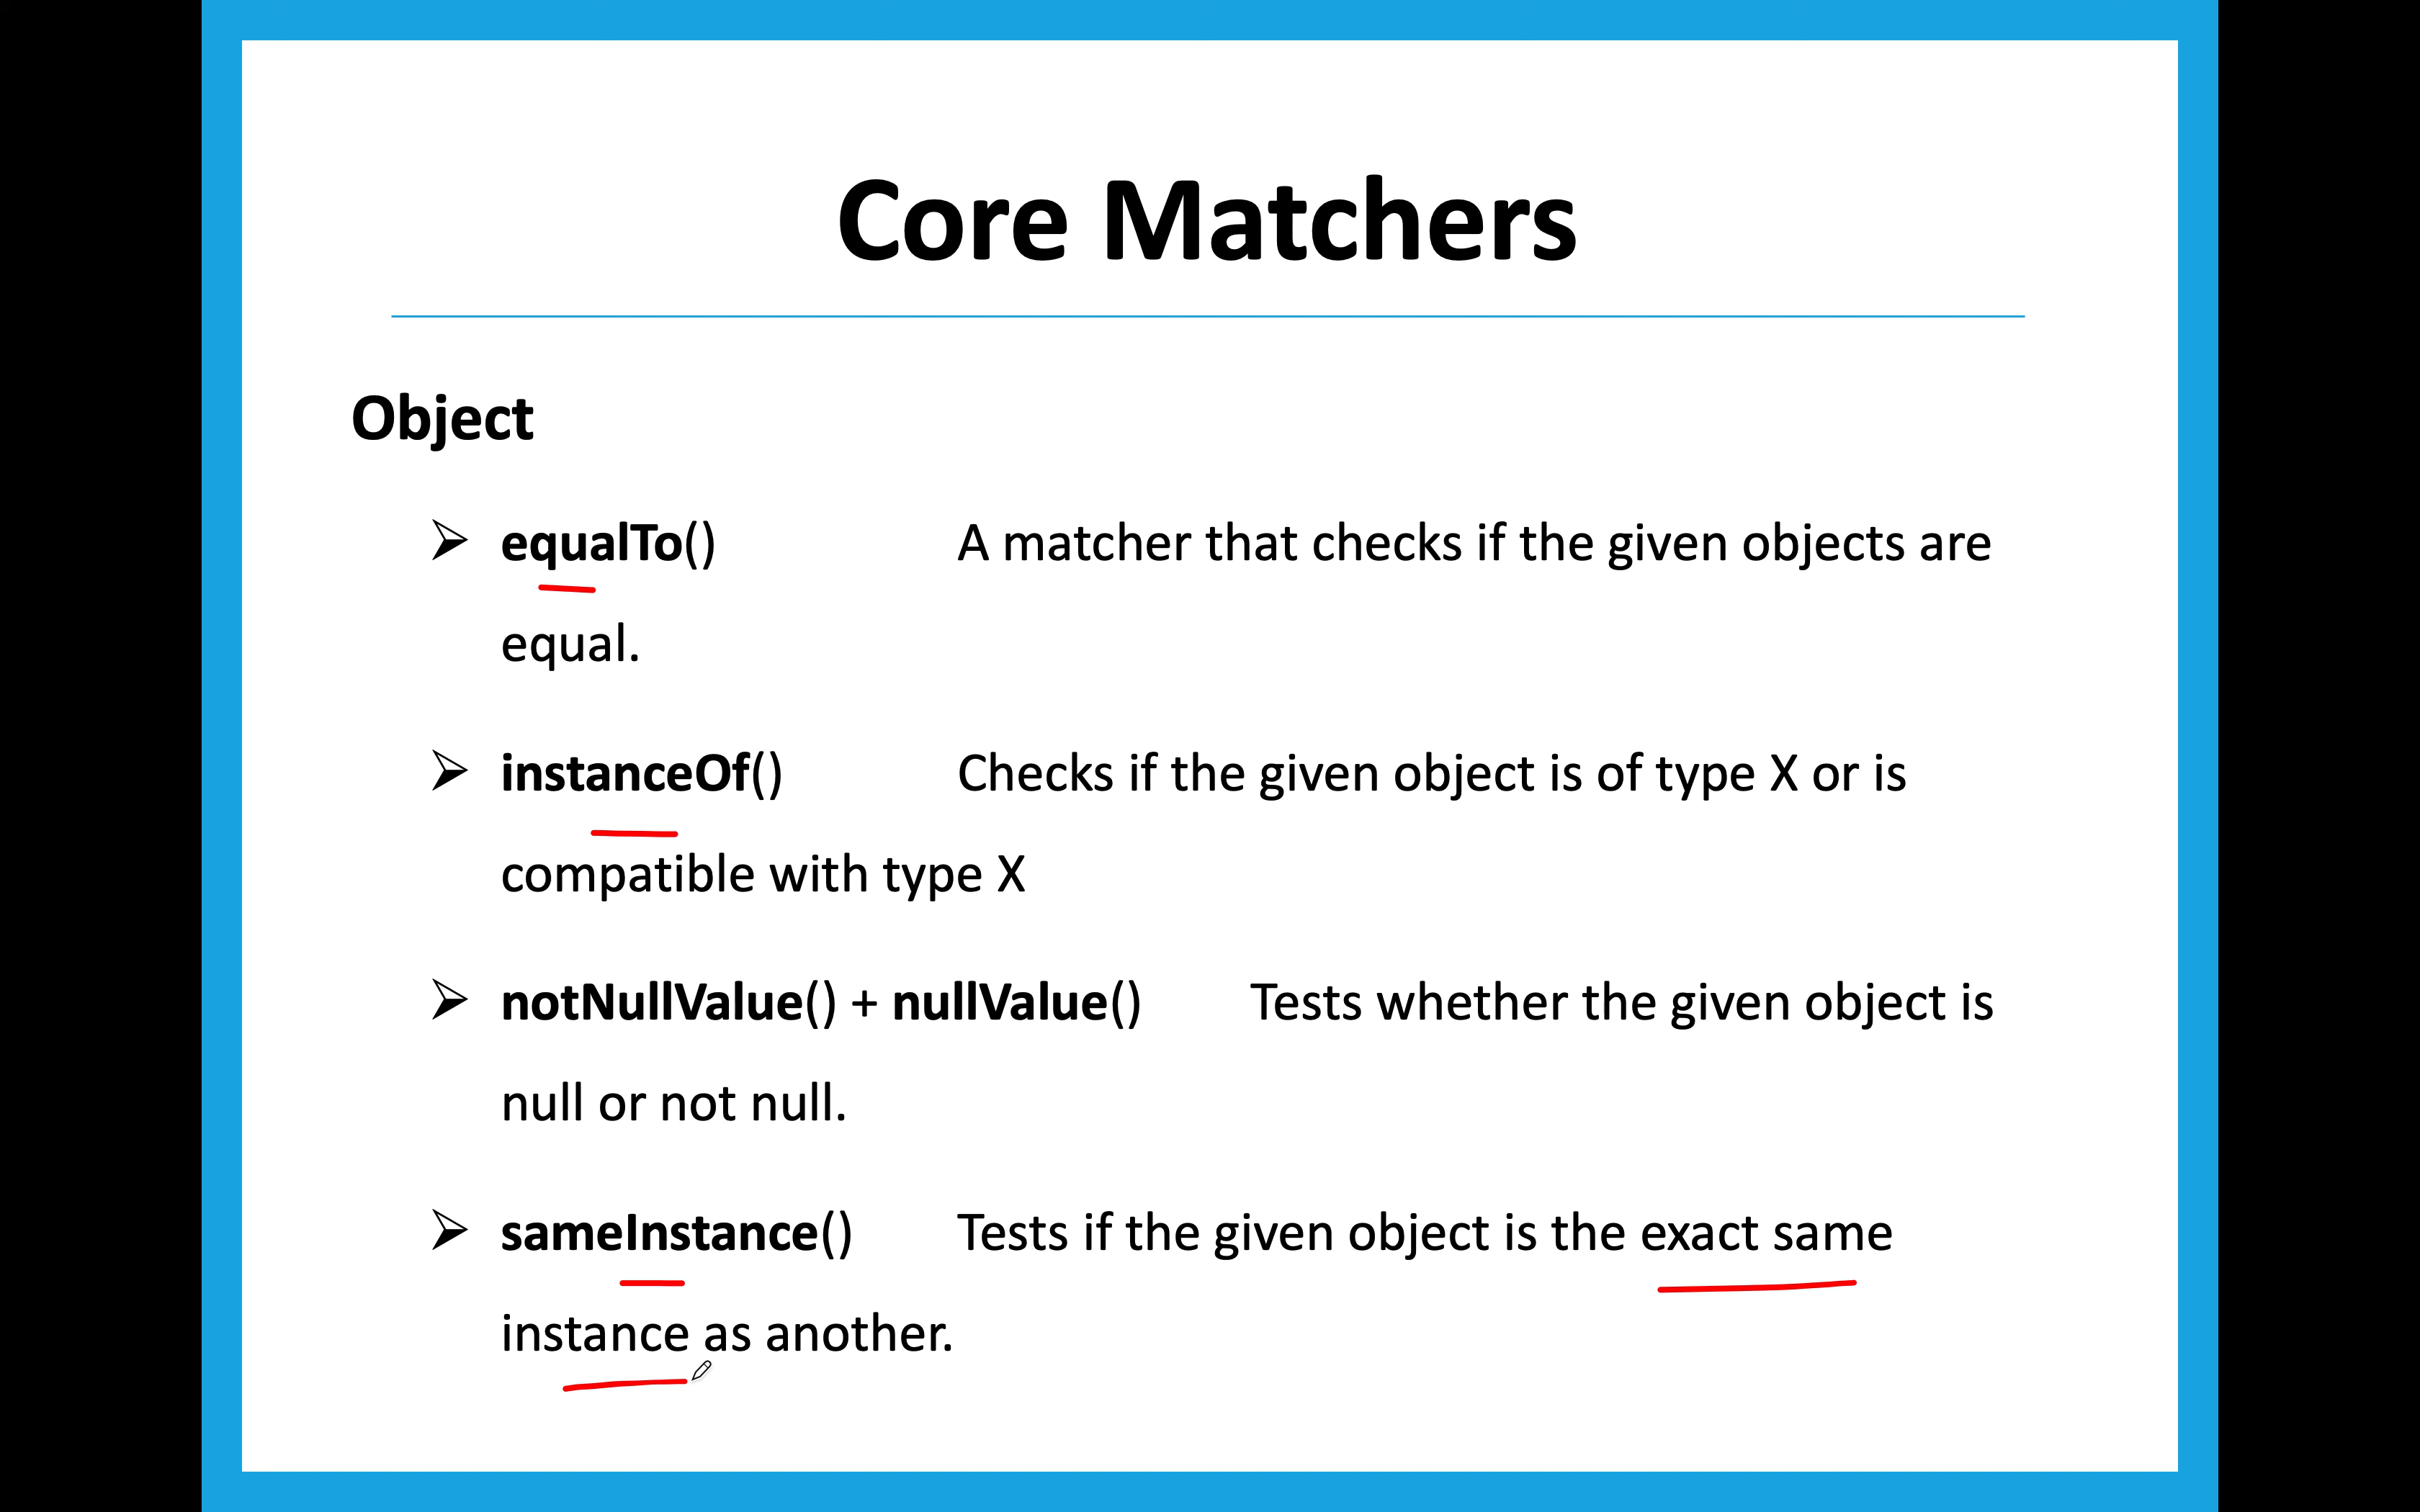 Core Matchers
Object
equalTo() A matcher that checks if the given objects are
equal.
instanceOf() Checks if the given object is of type X or is
compatible with type X
notNullValue() + nullValue() Tests whether the given object is
null or not null.
sameInstance() Tests if the given object is the exact same
instance as another.